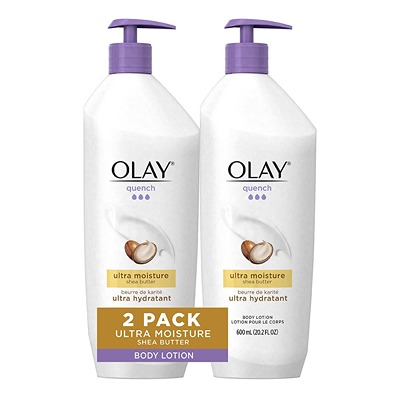 OLAY®
quench
ultra moisture
shea butter
beurre de karité
ultra hydratant
2 PACK
ULTRA MOISTURE
SHEA BUTTER
BODY LOTION
OLAY®
quench
ultra moisture
shea butter
beurre de karité
ultra hydratant
BODY LOTION
LOTION POUR LE CORPS
600 mL (20.2 FL OZ)